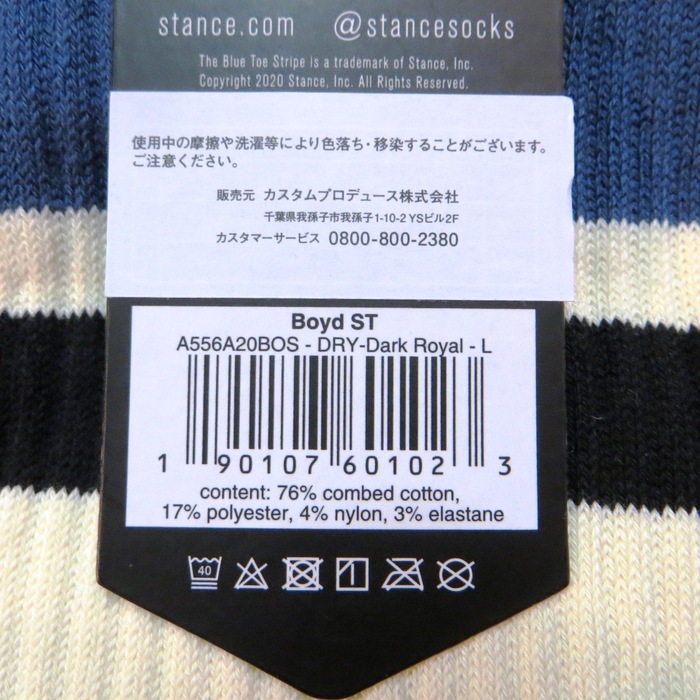 stance.com @stancesocks
The Blue Toe Stripe is a trademark of Stance, Inc.
Copyright 2020 Stance, Inc. All Rights Reserved.
使用中の摩擦や洗濯等により色落ち・移染することがございます。
ご注意ください。
販売元 カスタムプロデュース株式会社
千葉県我孫子市我孫子1-10-2 YSビル2F
カスタマーサービス 0800-800-2380
Boyd ST
A556A20BOS - DRY-Dark Royal - L
1 90107 60102 3
content: 76% combed cotton,
17% polyester, 4% nylon, 3% elastane
40